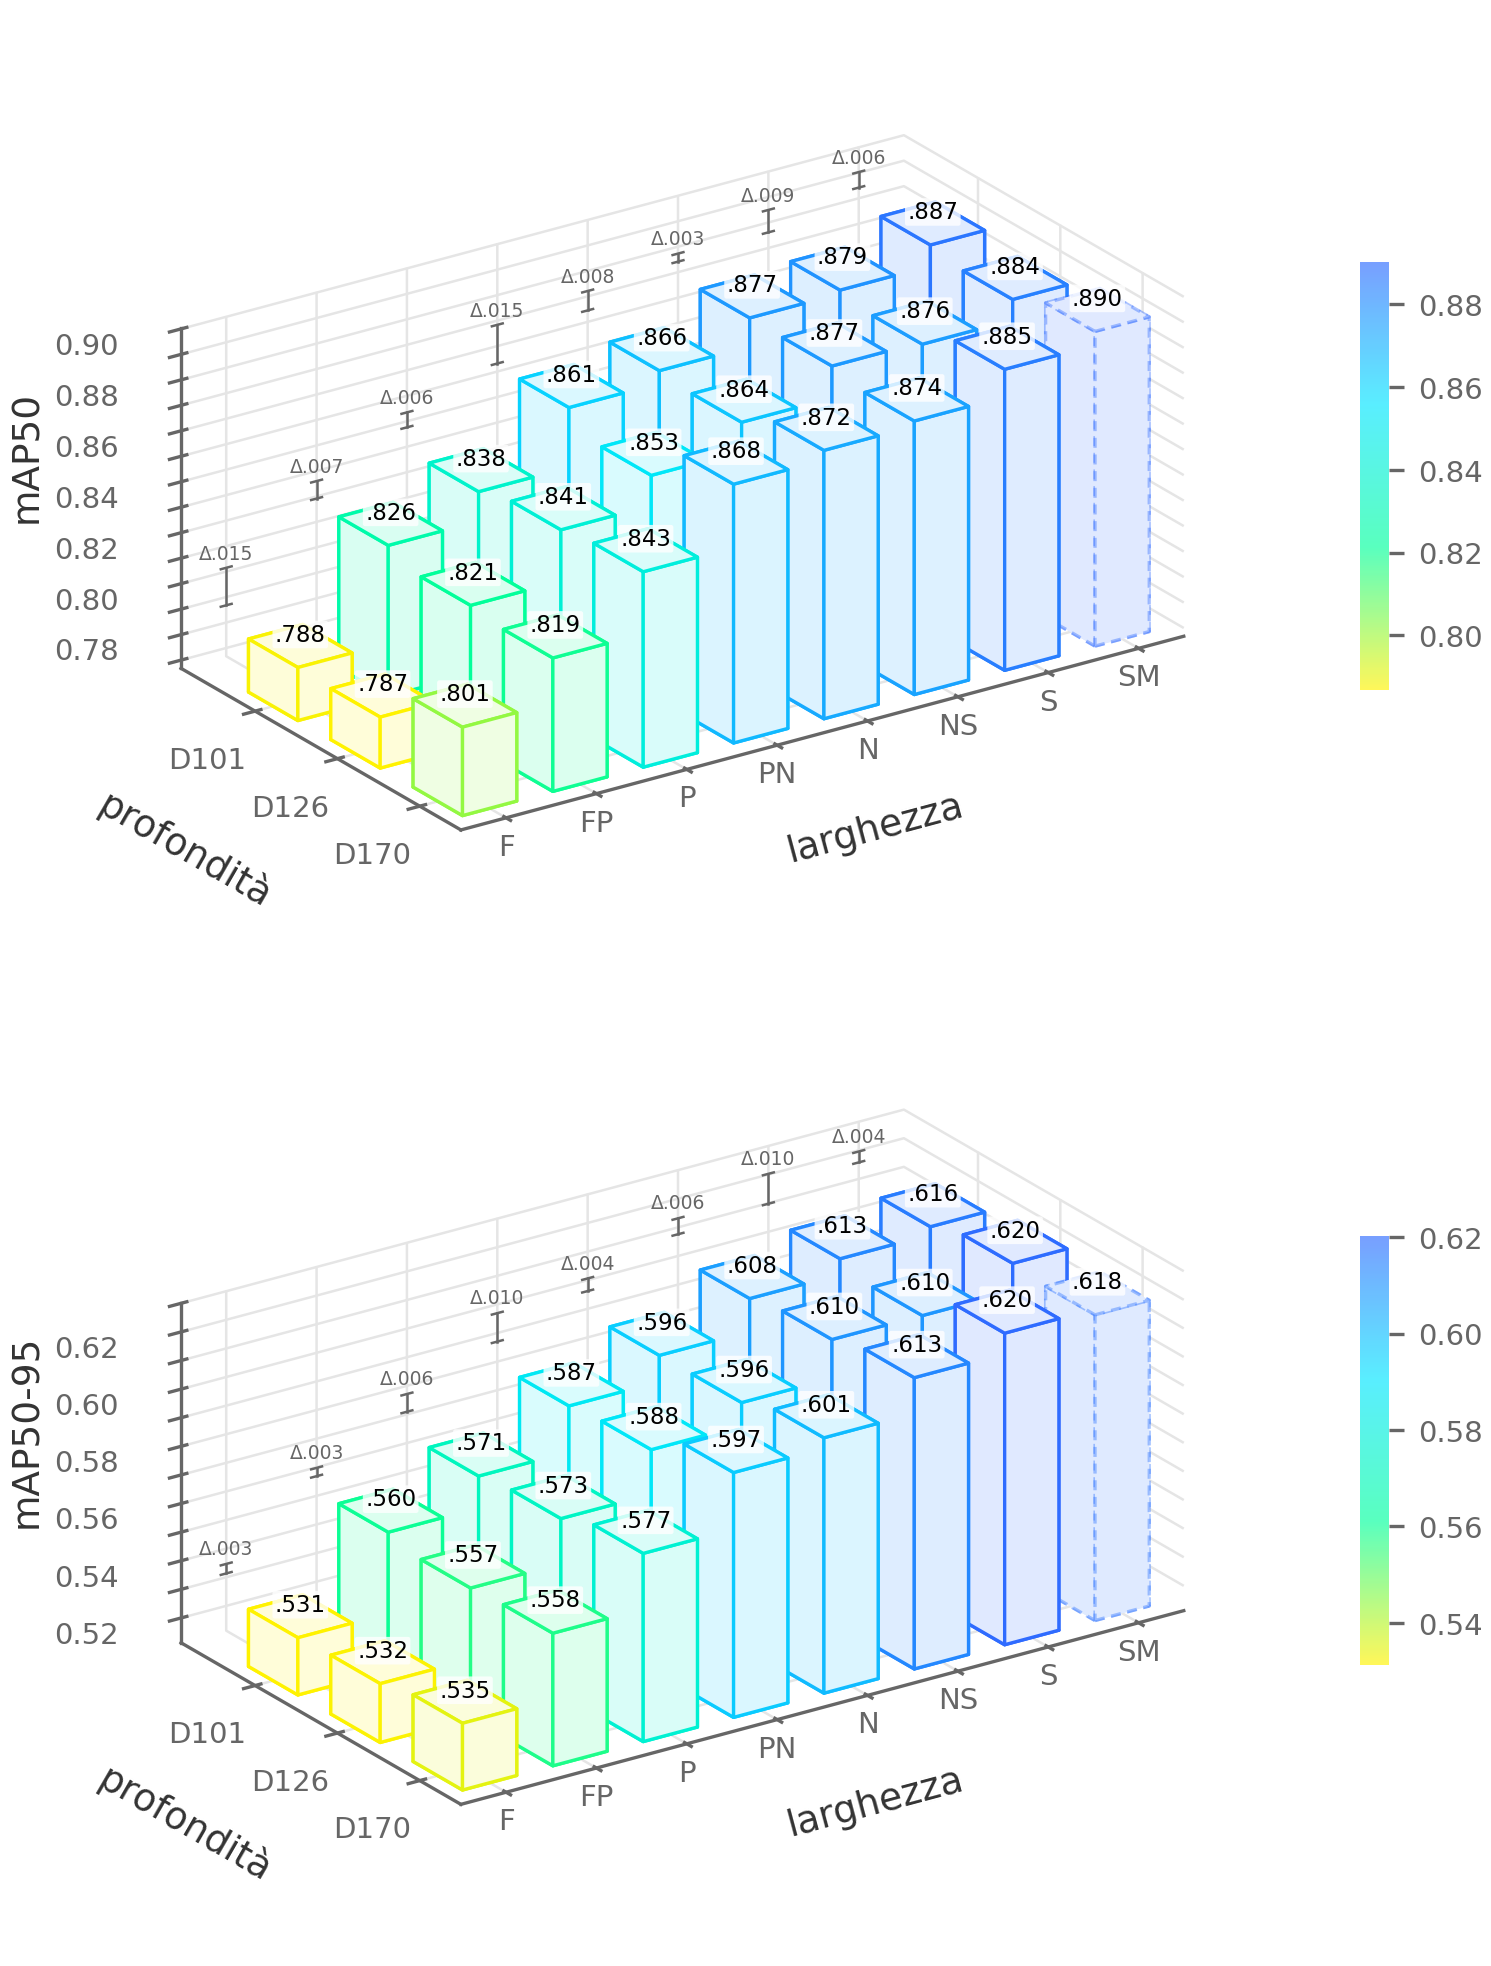 Δ.006
Δ.009
Δ.003
Δ.008
Δ.015
Δ.006
Δ.007
Δ.015
.887
.879
.884
.877
.876
.890
.866
.877
.885
.861
.864
.874
.838
.853
.872
.826
.841
.868
.788
.821
.843
.787
.819
.801
mAP50
0.90
0.88
0.86
0.84
0.82
0.80
0.78
D101
D126
D170
profondità
F
FP
P
PN
N
NS
S
SM
larghezza
0.88
0.86
0.84
0.82
0.80
Δ.004
Δ.010
Δ.006
Δ.004
Δ.010
Δ.006
Δ.003
Δ.003
.616
.613
.620
.608
.610
.618
.596
.610
.620
.587
.596
.613
.571
.588
.601
.560
.573
.597
.531
.557
.577
.532
.558
.535
mAP50-95
0.62
0.60
0.58
0.56
0.54
0.52
D101
D126
D170
profondità
F
FP
P
PN
N
NS
S
SM
larghezza
0.62
0.60
0.58
0.56
0.54